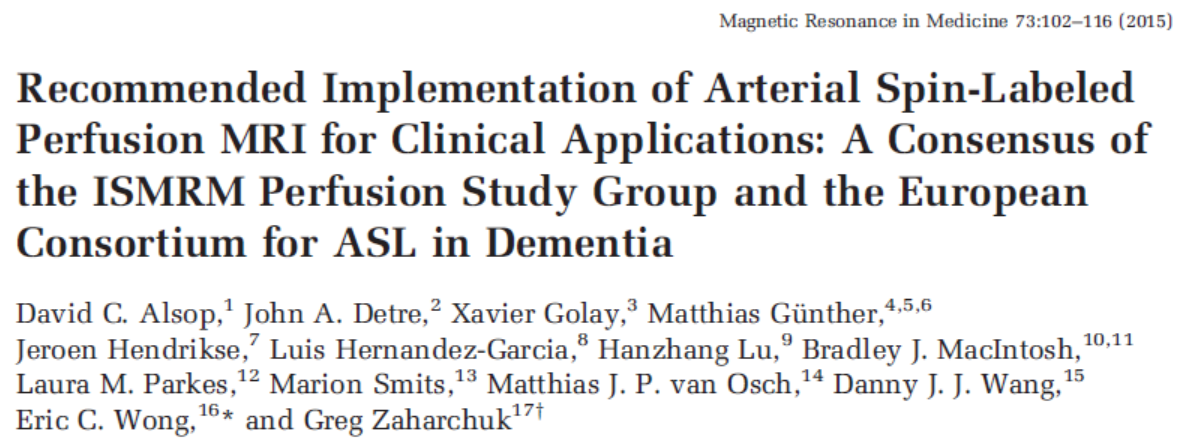 Magnetic Resonance in Medicine 73:102–116 (2015)
Recommended Implementation of Arterial Spin-Labeled
Perfusion MRI for Clinical Applications: A Consensus of
the ISMRM Perfusion Study Group and the European
Consortium for ASL in Dementia
David C. Alsop,1 John A. Detre,2 Xavier Golay,3 Matthias Günther,4,5,6
Jeroen Hendrikse,7 Luis Hernandez-Garcia,8 Hanzhang Lu,9 Bradley J. MacIntosh,10,11
Laura M. Parkes,12 Marion Smits,13 Matthias J. P. van Osch,14 Danny J. J. Wang,15
Eric C. Wong,16* and Greg Zaharchuk17†